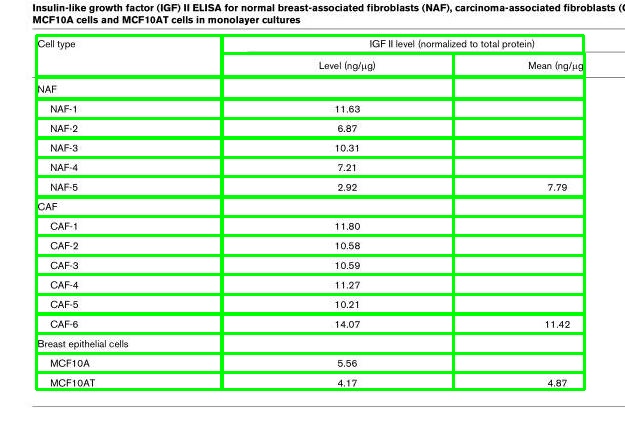 Insulin-like growth factor (IGF) II ELISA for normal breast-associated fibroblasts (NAF), carcinoma-associated fibroblasts (
MCF10A cells and MCF10AT cells in monolayer cultures
Cell type IGF II level (normalized to total protein)
Level (ng/μg) Mean (ng/μg
NAF
NAF-1 11.63
NAF-2 6.87
NAF-3 10.31
NAF-4 7.21
NAF-5 2.92 7.79
CAF
CAF-1 11.80
CAF-2 10.58
CAF-3 10.59
CAF-4 11.27
CAF-5 10.21
CAF-6 14.07 11.42
Breast epithelial cells
MCF10A 5.56
MCF10AT 4.17 4.87